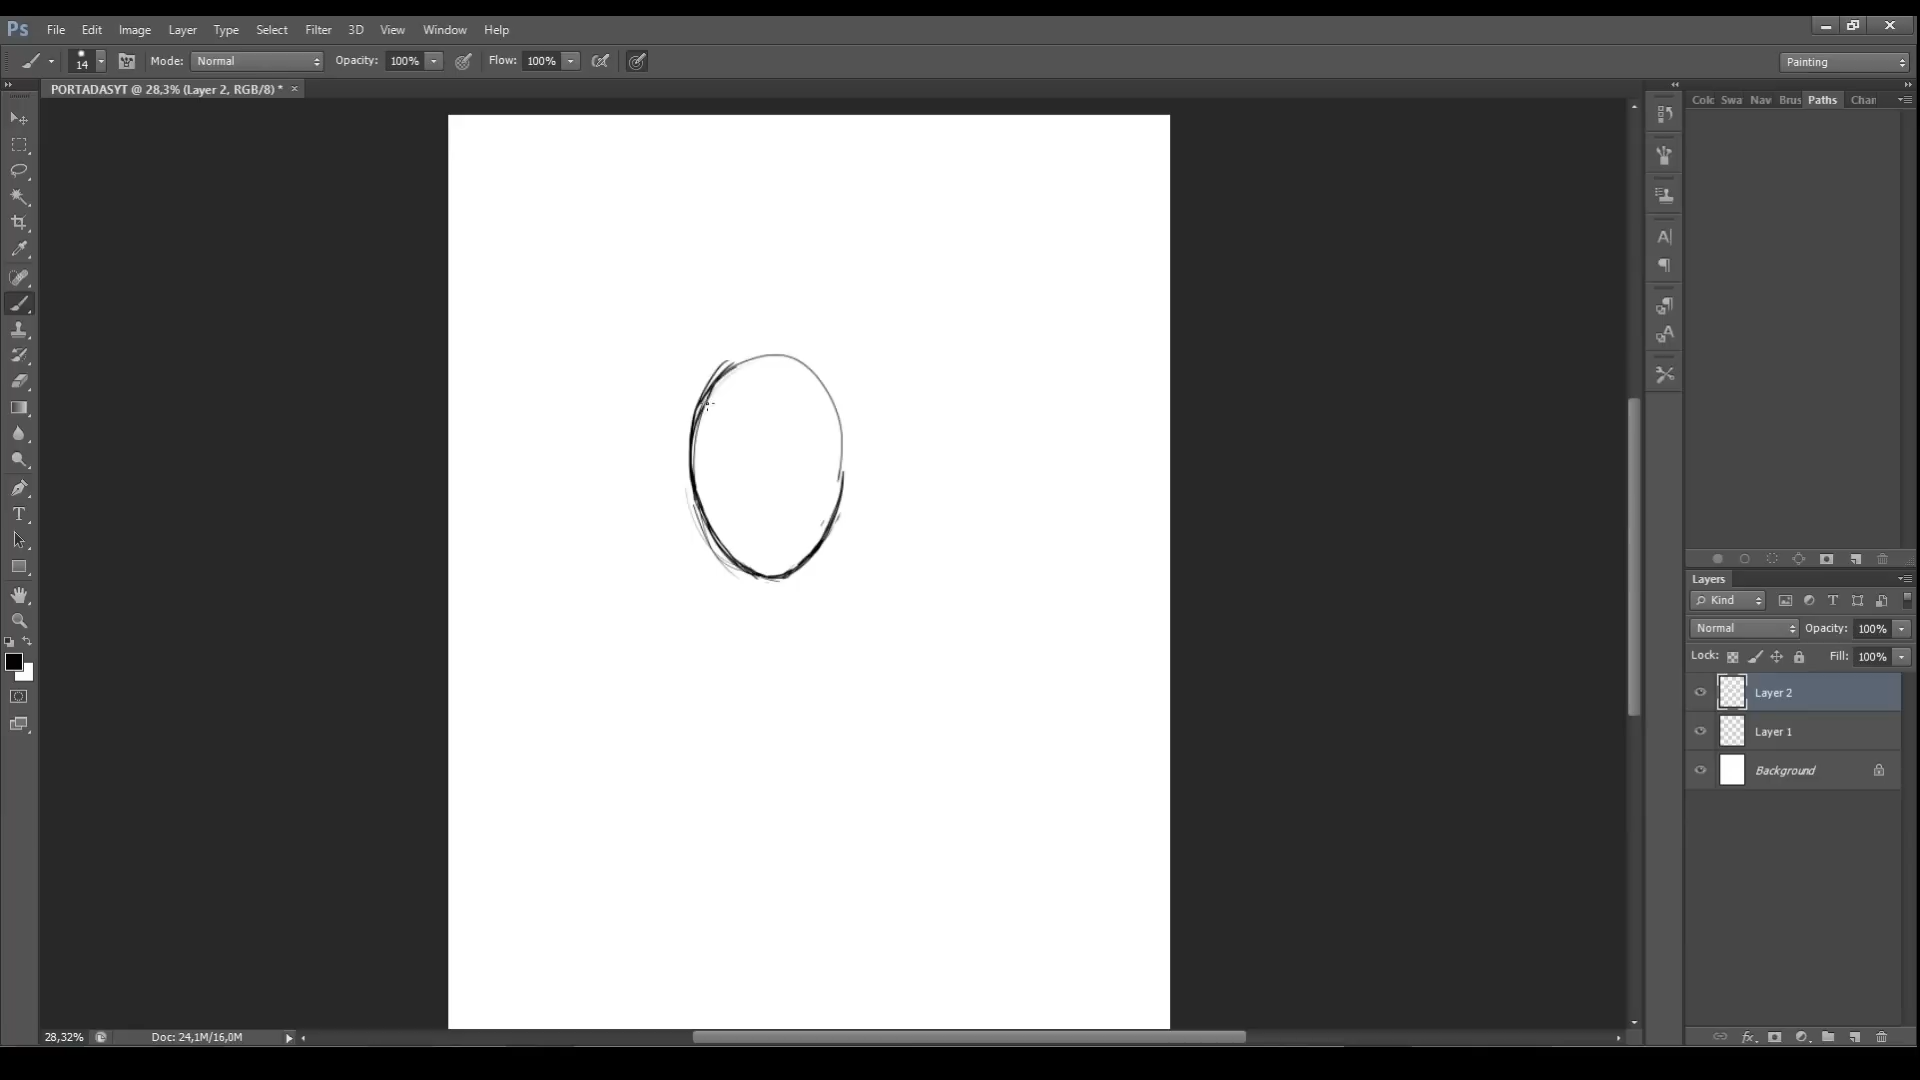 Ps File Edit Image Layer Type Select Filter 3D View Window Help
14 Mode: Normal Opacity: 100% Flow: 100% Painting
PORTADASYT @ 28,3% (Layer 2, RGB/8) * ×
Colc Swa Nav Brus Paths Chan
Layers
Kind
Normal Opacity: 100%
Lock: Fill: 100%
Layer 2
Layer 1
Background
28,32% Doc: 24,1M/16,0M